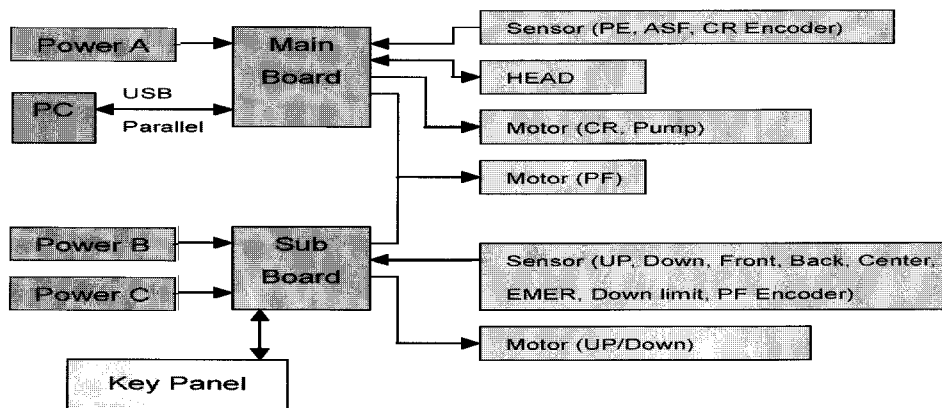 Power A
Main
Board
Sensor (PE, ASF, CR Encoder)
HEAD
PC
USB
Parallel
Motor (CR, Pump)
Motor (PF)
Power B
Sub
Board
Sensor (UP, Down, Front, Back, Center,
EMER, Down limit, PF Encoder)
Power C
Motor (UP/Down)
Key Panel